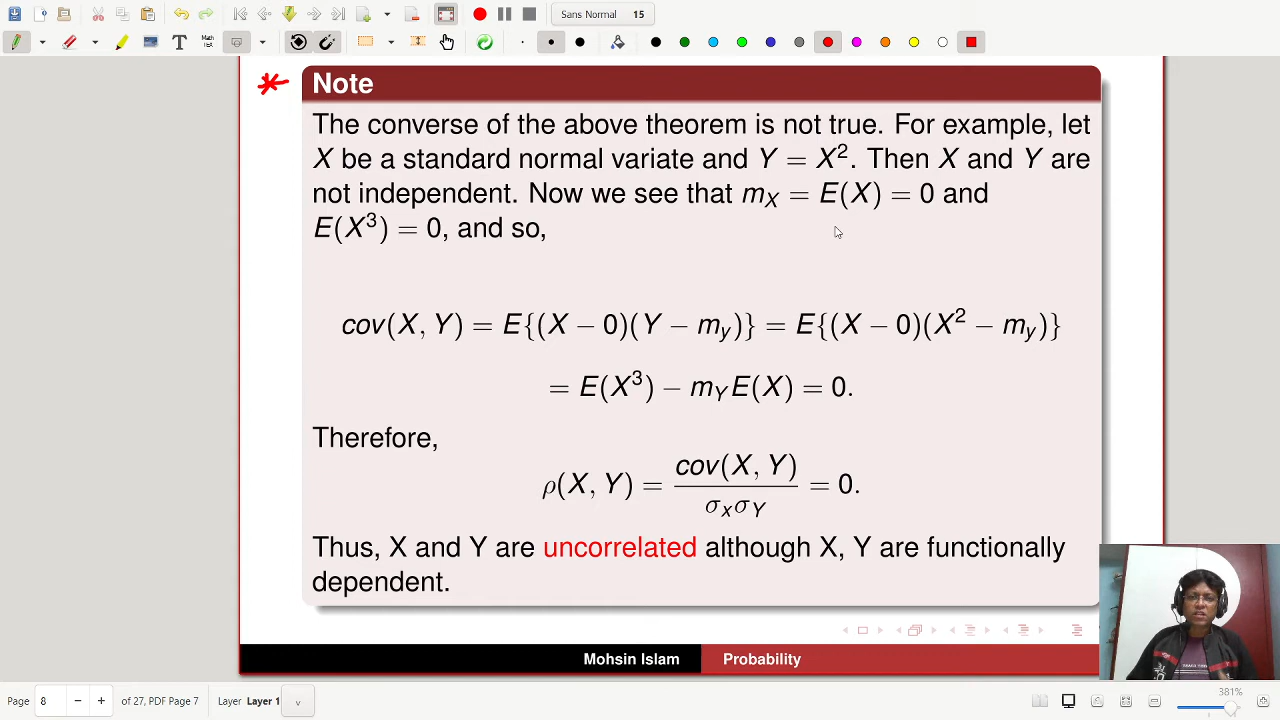 Sans Normal 15
Note
The converse of the above theorem is not true. For example, let
X be a standard normal variate and Y = X². Then X and Y are
not independent. Now we see that m_X = E(X) = 0 and
E(X³) = 0, and so,
cov(X, Y) = E{(X − 0)(Y − m_y)} = E{(X − 0)(X² − m_y)}
= E(X³) − m_Y E(X) = 0.
Therefore,
ρ(X, Y) = cov(X, Y) / σ_x σ_Y = 0.
Thus, X and Y are uncorrelated although X, Y are functionally
dependent.
Mohsin Islam Probability
Page 8 of 27, PDF Page 7 Layer Layer 1 381%